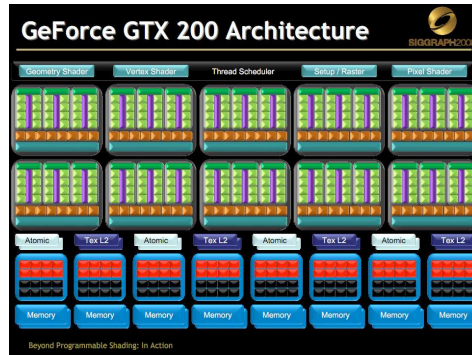 GeForce GTX 200 Architecture
SIGGRAPH2008
Geometry Shader Vertex Shader Thread Scheduler Setup / Raster Pixel Shader
Atomic Tex L2 Atomic Tex L2 Atomic Tex L2 Atomic Tex L2
Memory Memory Memory Memory Memory Memory Memory Memory
Beyond Programmable Shading: In Action